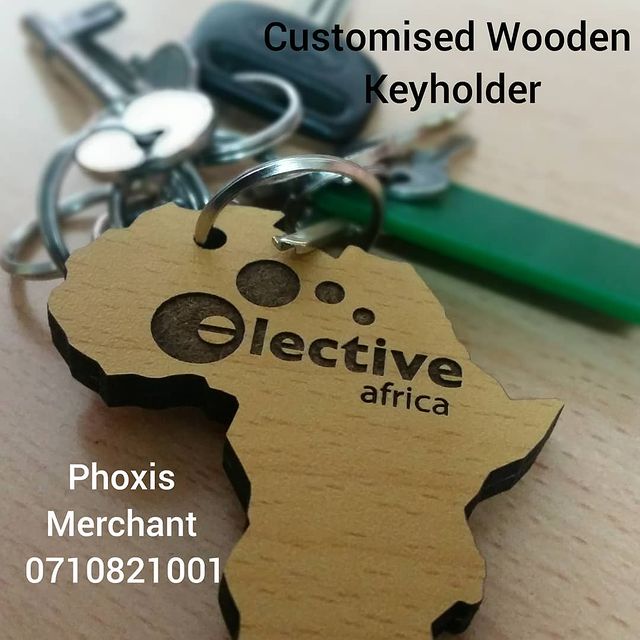 Customised Wooden
Keyholder
elective
africa
Phoxis
Merchant
0710821001